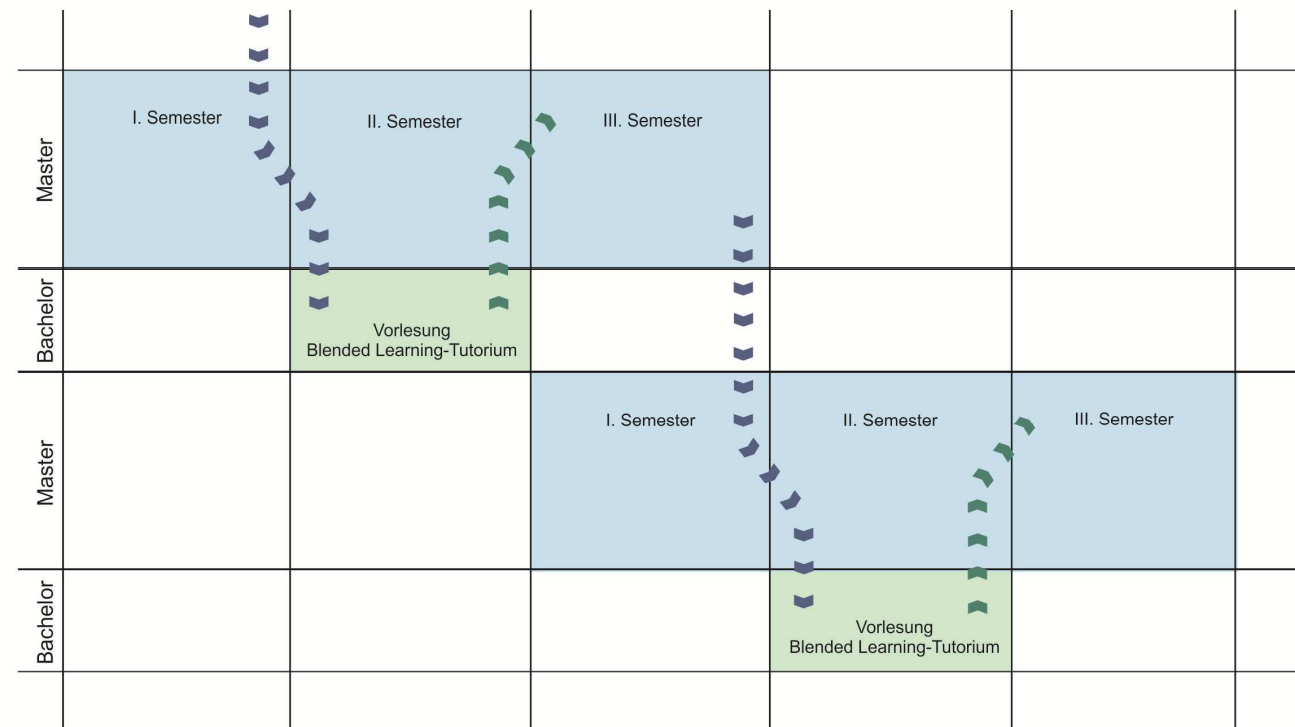 Master
I. Semester
II. Semester
III. Semester
Bachelor
Vorlesung
Blended Learning-Tutorium
Master
I. Semester
II. Semester
III. Semester
Bachelor
Vorlesung
Blended Learning-Tutorium